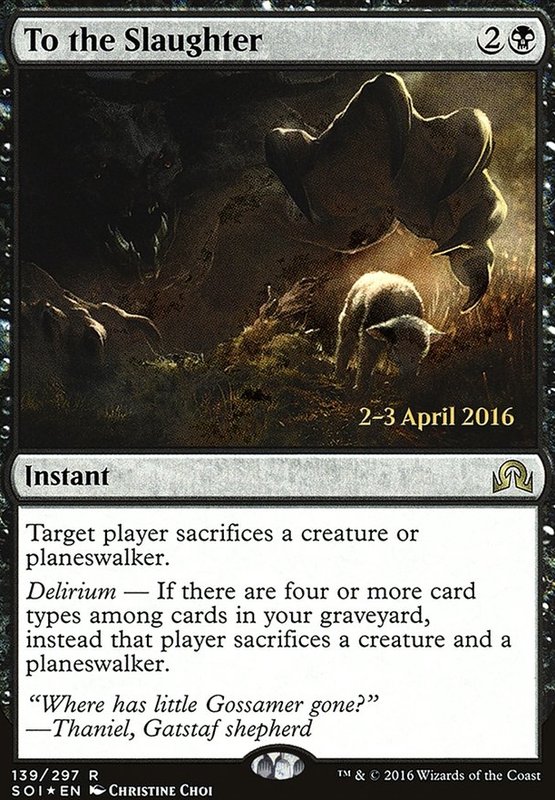 To the Slaughter 2
2-3 April 2016
Instant
Target player sacrifices a creature or
planeswalker.
Delirium — If there are four or more card
types among cards in your graveyard,
instead that player sacrifices a creature and a
planeswalker.
“Where has little Gossamer gone?”
—Thaniel, Gatstaf shepherd
139/297 R
SOI★EN Christine Choi
™ & © 2016 Wizards of the Coast